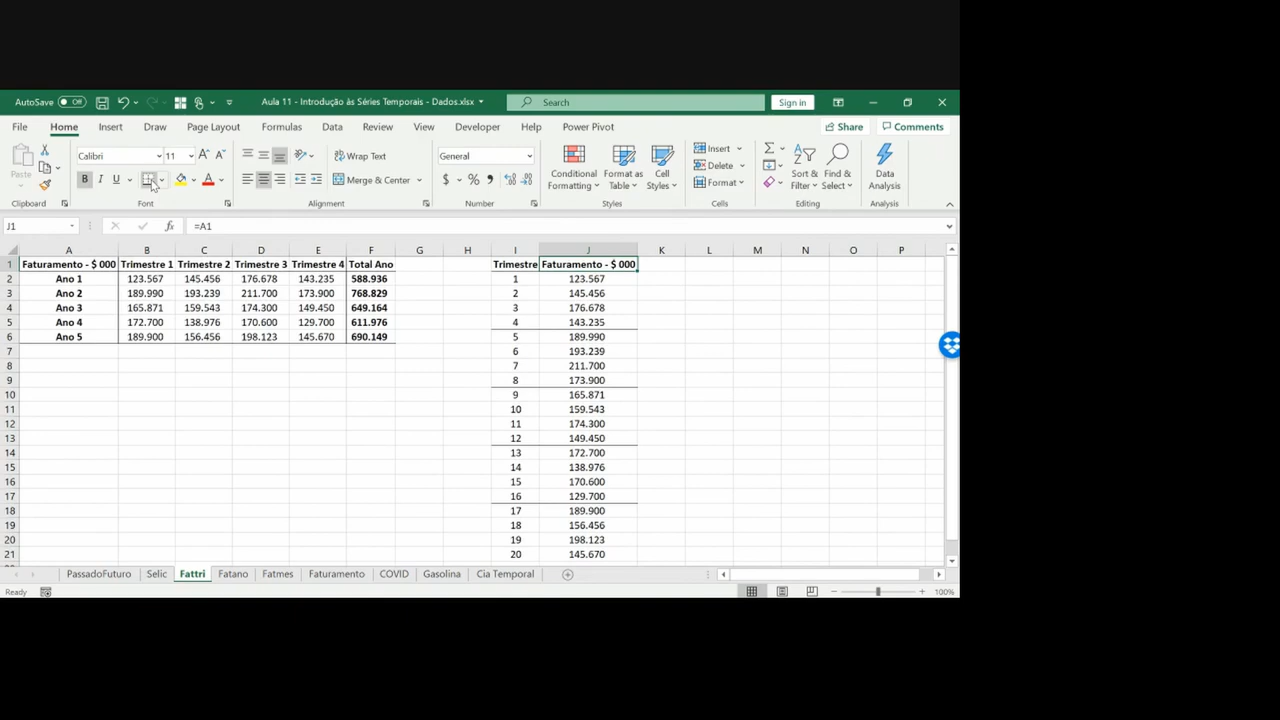 AutoSave Off Aula 11 - Introdução às Séries Temporais - Dados.xlsx Search Sign in
File Home Insert Draw Page Layout Formulas Data Review View Developer Help Power Pivot Share Comments
Paste Calibri 11 A A Wrap Text General Conditional Formatting Format as Table Cell Styles Insert Delete Format Sort & Filter Find & Select Data Analysis
B I U A Merge & Center $ % 9
Clipboard Font Alignment Number Styles Cells Editing Analysis
J1 fx =A1
A B C D E F G H I J K L M N O P
1 Faturamento - $ 000 Trimestre 1 Trimestre 2 Trimestre 3 Trimestre 4 Total Ano Trimestre Faturamento - $ 000
2 Ano 1 123.567 145.456 176.678 143.235 588.936 1 123.567
3 Ano 2 189.990 193.239 211.700 173.900 768.829 2 145.456
4 Ano 3 165.871 159.543 174.300 149.450 649.164 3 176.678
5 Ano 4 172.700 138.976 170.600 129.700 611.976 4 143.235
6 Ano 5 189.900 156.456 198.123 145.670 690.149 5 189.990
7 6 193.239
8 7 211.700
9 8 173.900
10 9 165.871
11 10 159.543
12 11 174.300
13 12 149.450
14 13 172.700
15 14 138.976
16 15 170.600
17 16 129.700
18 17 189.900
19 18 156.456
20 19 198.123
21 20 145.670
PassadoFuturo Selic Fattri Fatano Fatmes Faturamento COVID Gasolina Cia Temporal
Ready 100%